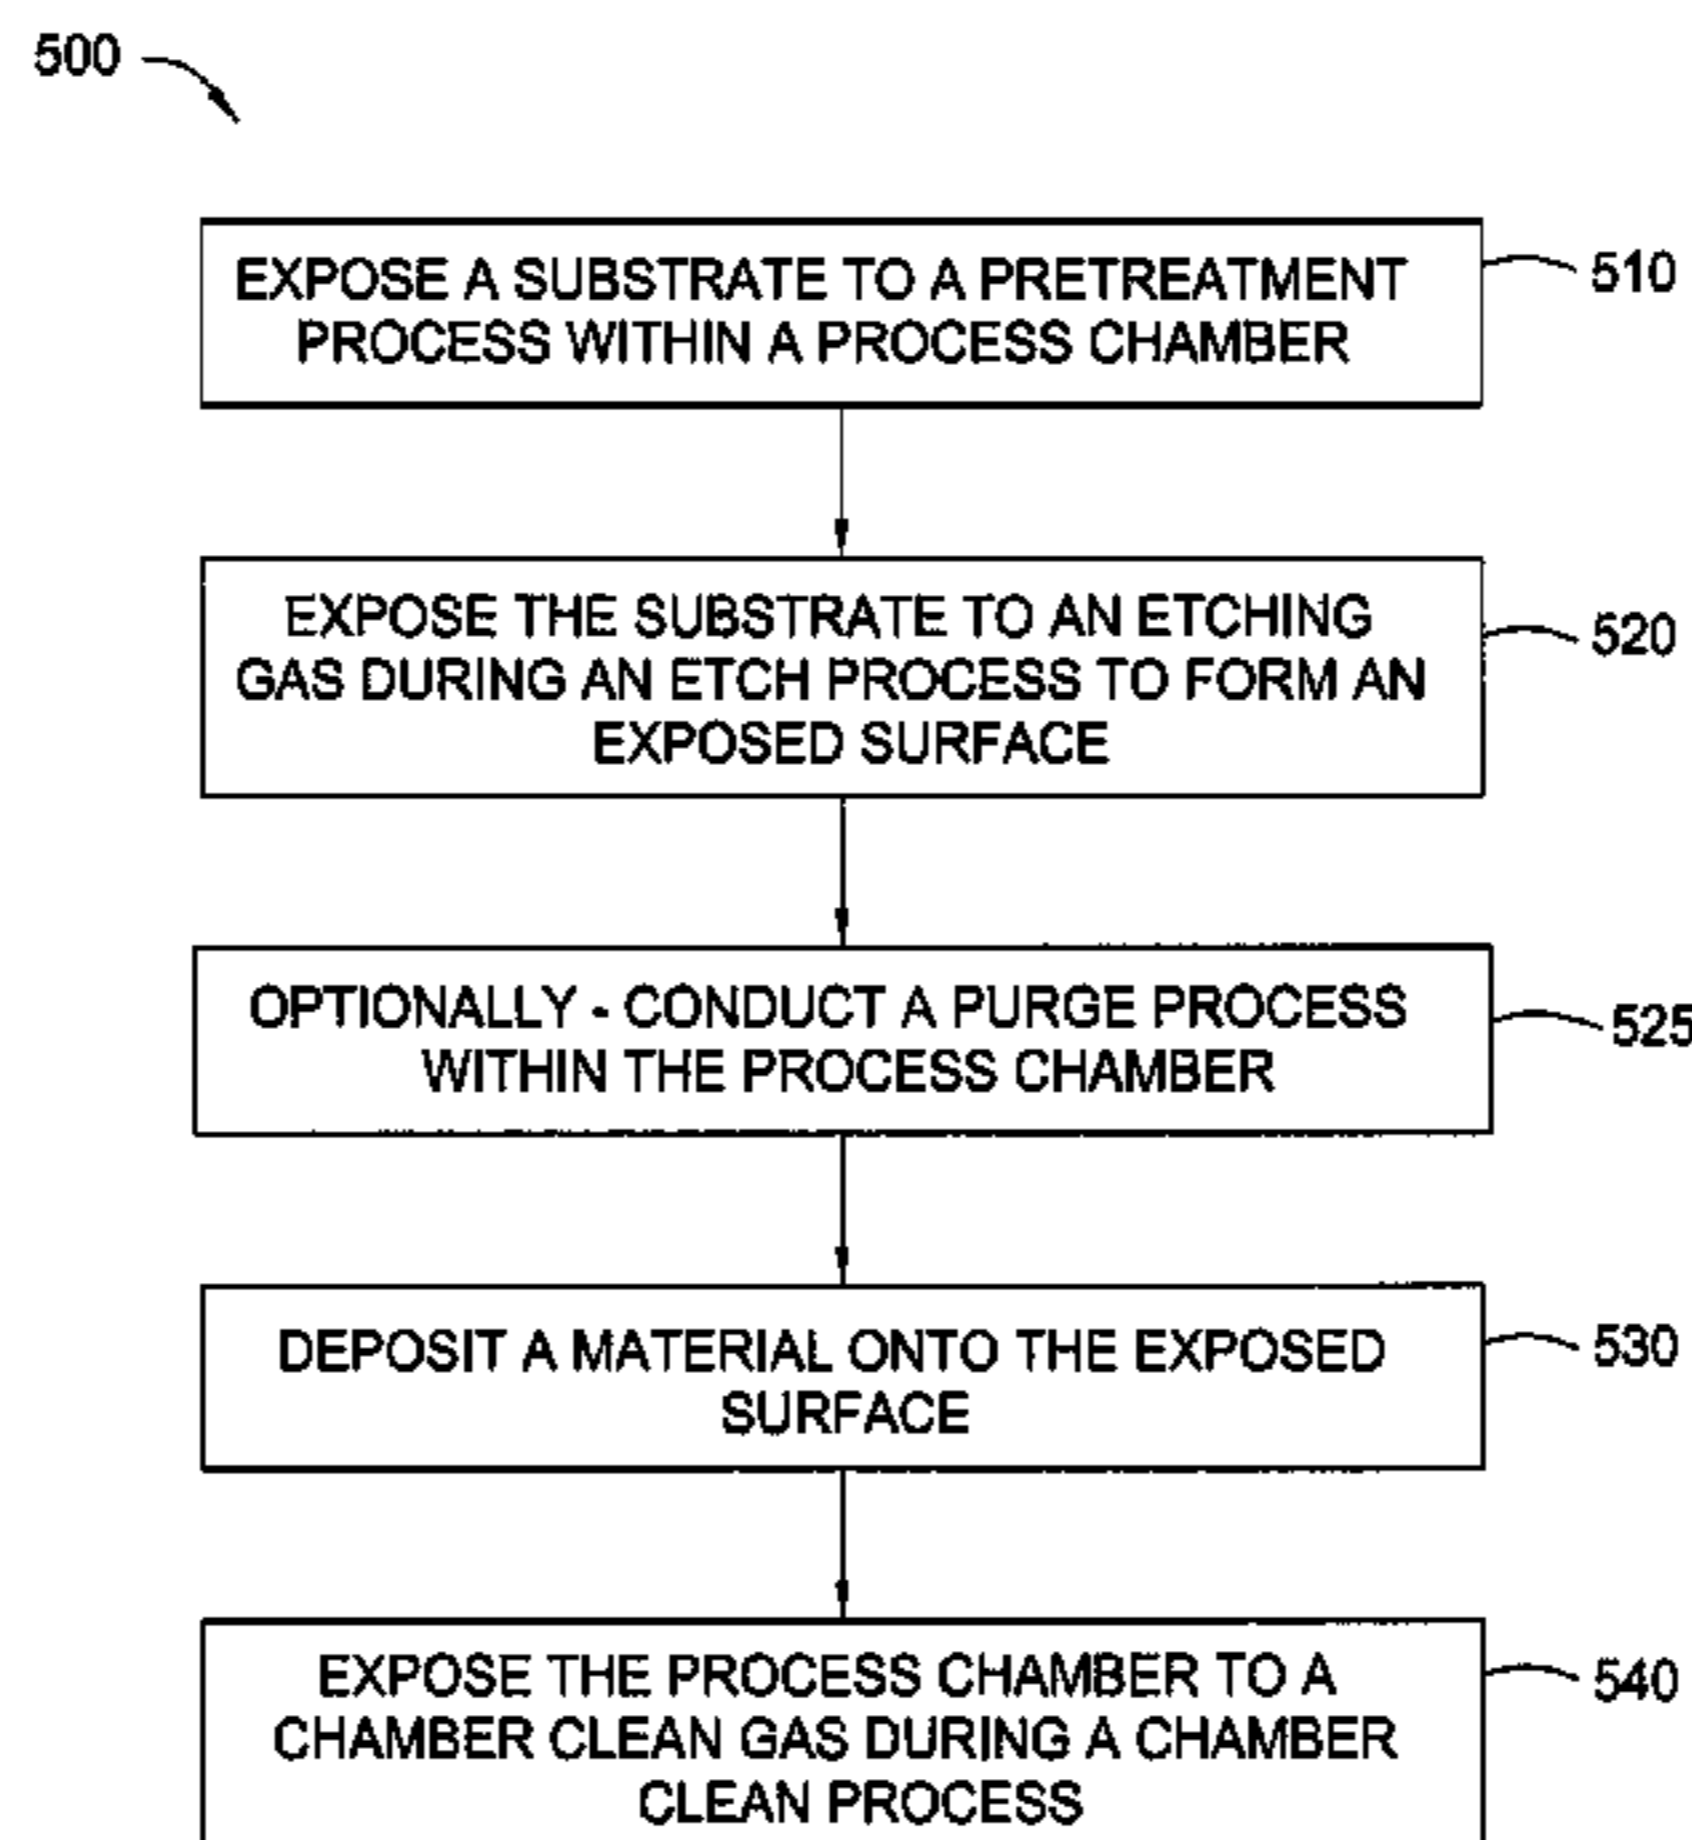 500
EXPOSE A SUBSTRATE TO A PRETREATMENT
PROCESS WITHIN A PROCESS CHAMBER
510
EXPOSE THE SUBSTRATE TO AN ETCHING
GAS DURING AN ETCH PROCESS TO FORM AN
EXPOSED SURFACE
520
OPTIONALLY - CONDUCT A PURGE PROCESS
WITHIN THE PROCESS CHAMBER
525
DEPOSIT A MATERIAL ONTO THE EXPOSED
SURFACE
530
EXPOSE THE PROCESS CHAMBER TO A
CHAMBER CLEAN GAS DURING A CHAMBER
CLEAN PROCESS
540